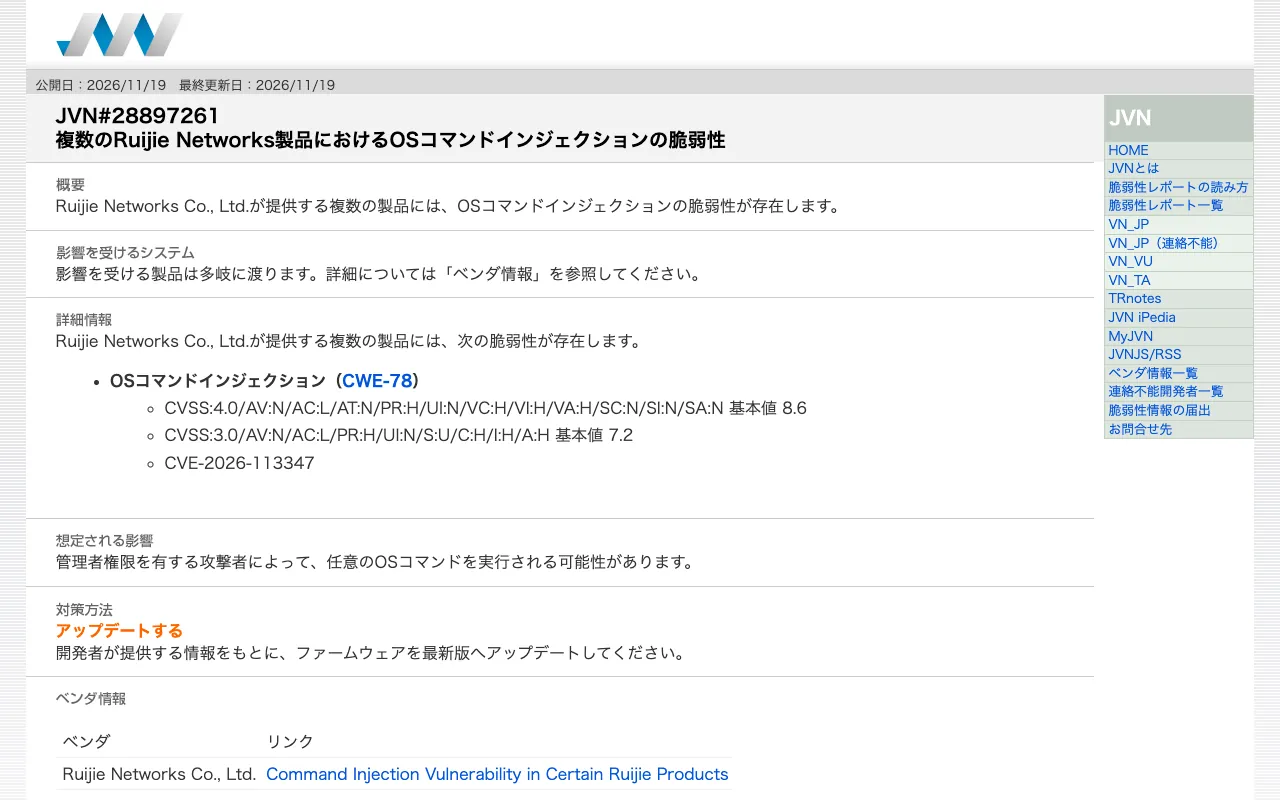 JVN
公開日：2026/11/19　最終更新日：2026/11/19
JVN#28897261
複数のRuijie Networks製品におけるOSコマンドインジェクションの脆弱性
概要
Ruijie Networks Co., Ltd.が提供する複数の製品には、OSコマンドインジェクションの脆弱性が存在します。
影響を受けるシステム
影響を受ける製品は多岐に渡ります。詳細については「ベンダ情報」を参照してください。
詳細情報
Ruijie Networks Co., Ltd.が提供する複数の製品には、次の脆弱性が存在します。
• OSコマンドインジェクション（CWE-78）
◦ CVSS:4.0/AV:N/AC:L/AT:N/PR:H/UI:N/VC:H/VI:H/VA:H/SC:N/SI:N/SA:N 基本値 8.6
◦ CVSS:3.0/AV:N/AC:L/PR:H/UI:N/S:U/C:H/I:H/A:H 基本値 7.2
◦ CVE-2026-113347
想定される影響
管理者権限を有する攻撃者によって、任意のOSコマンドを実行される可能性があります。
対策方法
アップデートする
開発者が提供する情報をもとに、ファームウェアを最新版へアップデートしてください。
ベンダ情報
ベンダ リンク
Ruijie Networks Co., Ltd. Command Injection Vulnerability in Certain Ruijie Products
JVN
HOME
JVNとは
脆弱性レポートの読み方
脆弱性レポート一覧
VN_JP
VN_JP（連絡不能）
VN_VU
VN_TA
TRnotes
JVN iPedia
MyJVN
JVNJS/RSS
ベンダ情報一覧
連絡不能開発者一覧
脆弱性情報の届出
お問合せ先